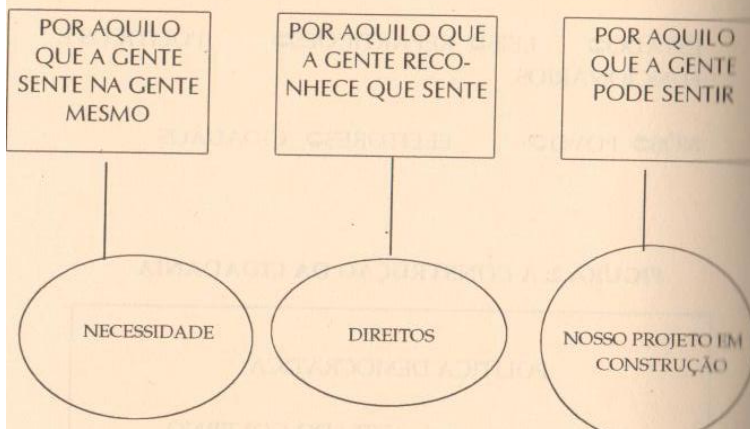 POR AQUILO
QUE A GENTE
SENTE NA GENTE
MESMO
POR AQUILO QUE
A GENTE RECO-
NHECE QUE SENTE
POR AQUILO
QUE A GENTE
PODE SENTIR
NECESSIDADE
DIREITOS
NOSSO PROJETO EM
CONSTRUÇÃO